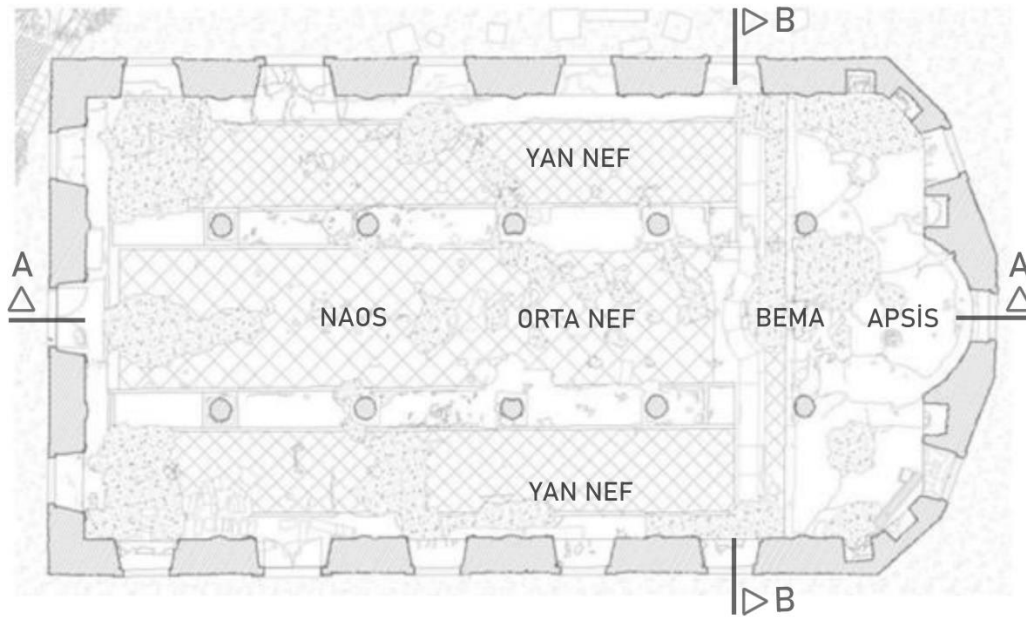 B
YAN NEF
A
A
NAOS
ORTA NEF
BEMA
APSİS
YAN NEF
B